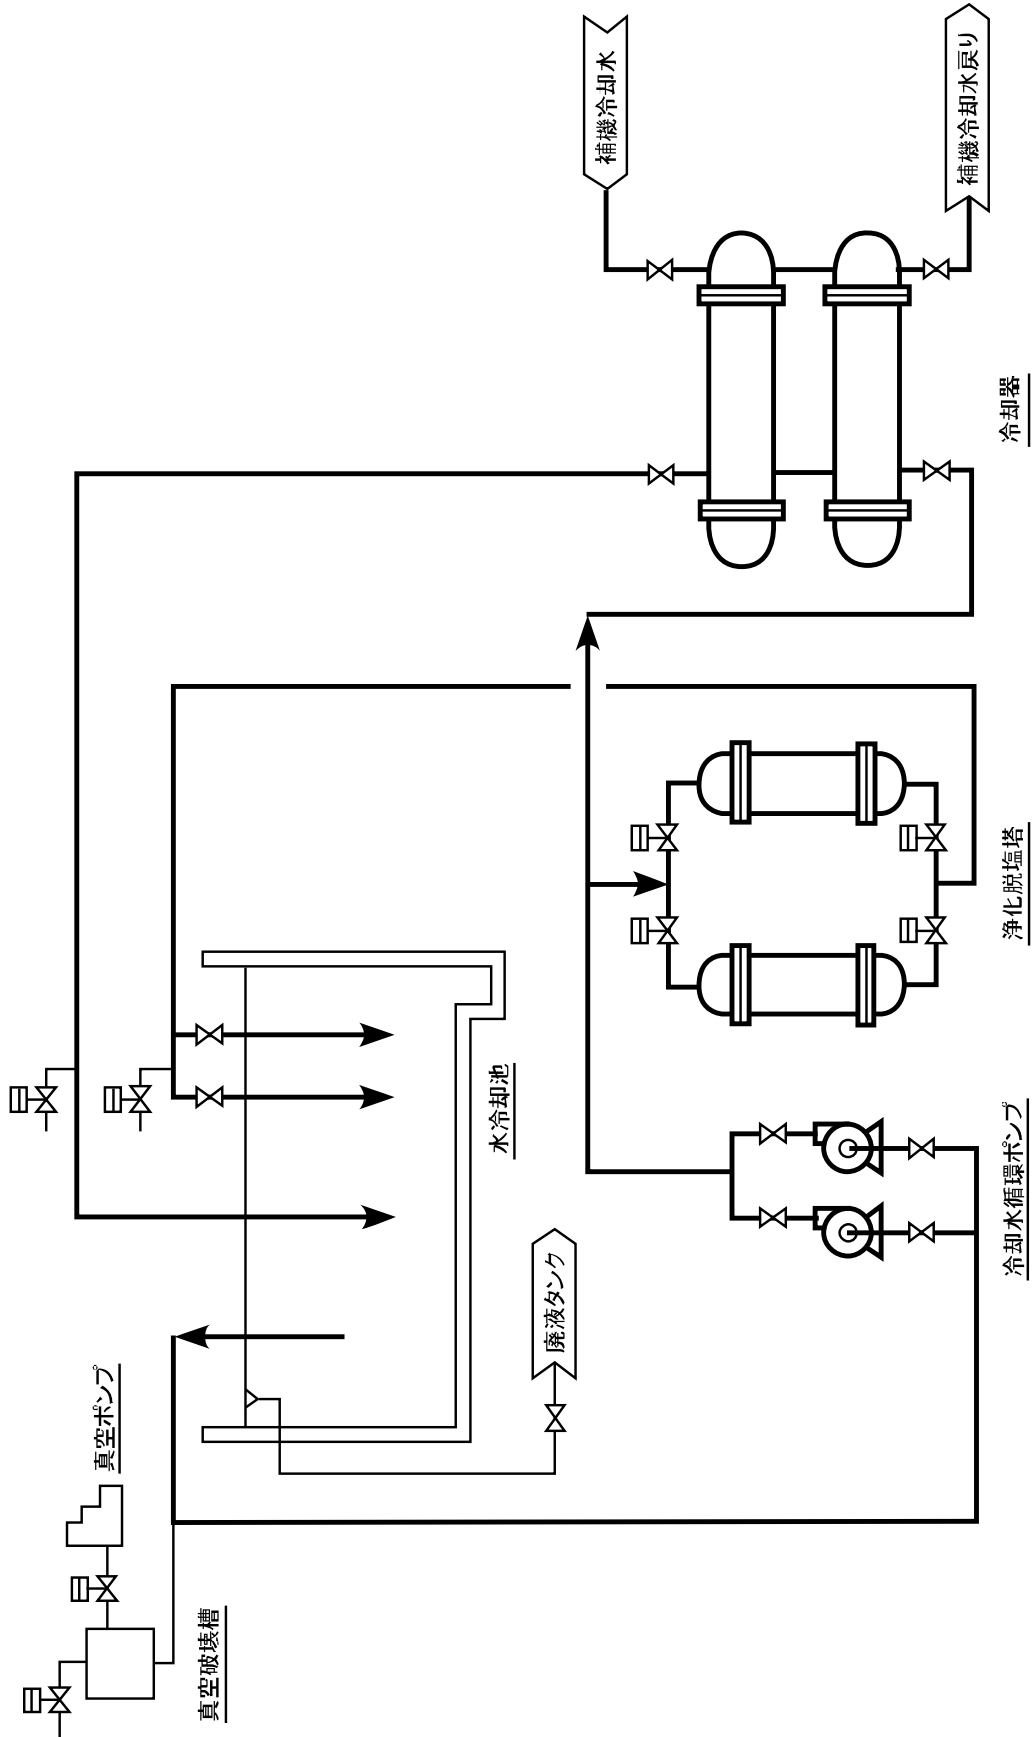 補機冷却水
補機冷却水戻り
冷却器
浄化脱塩塔
水冷却池
冷却水循環ポンプ
廃液タンク
真空ポンプ
真空破壊槽